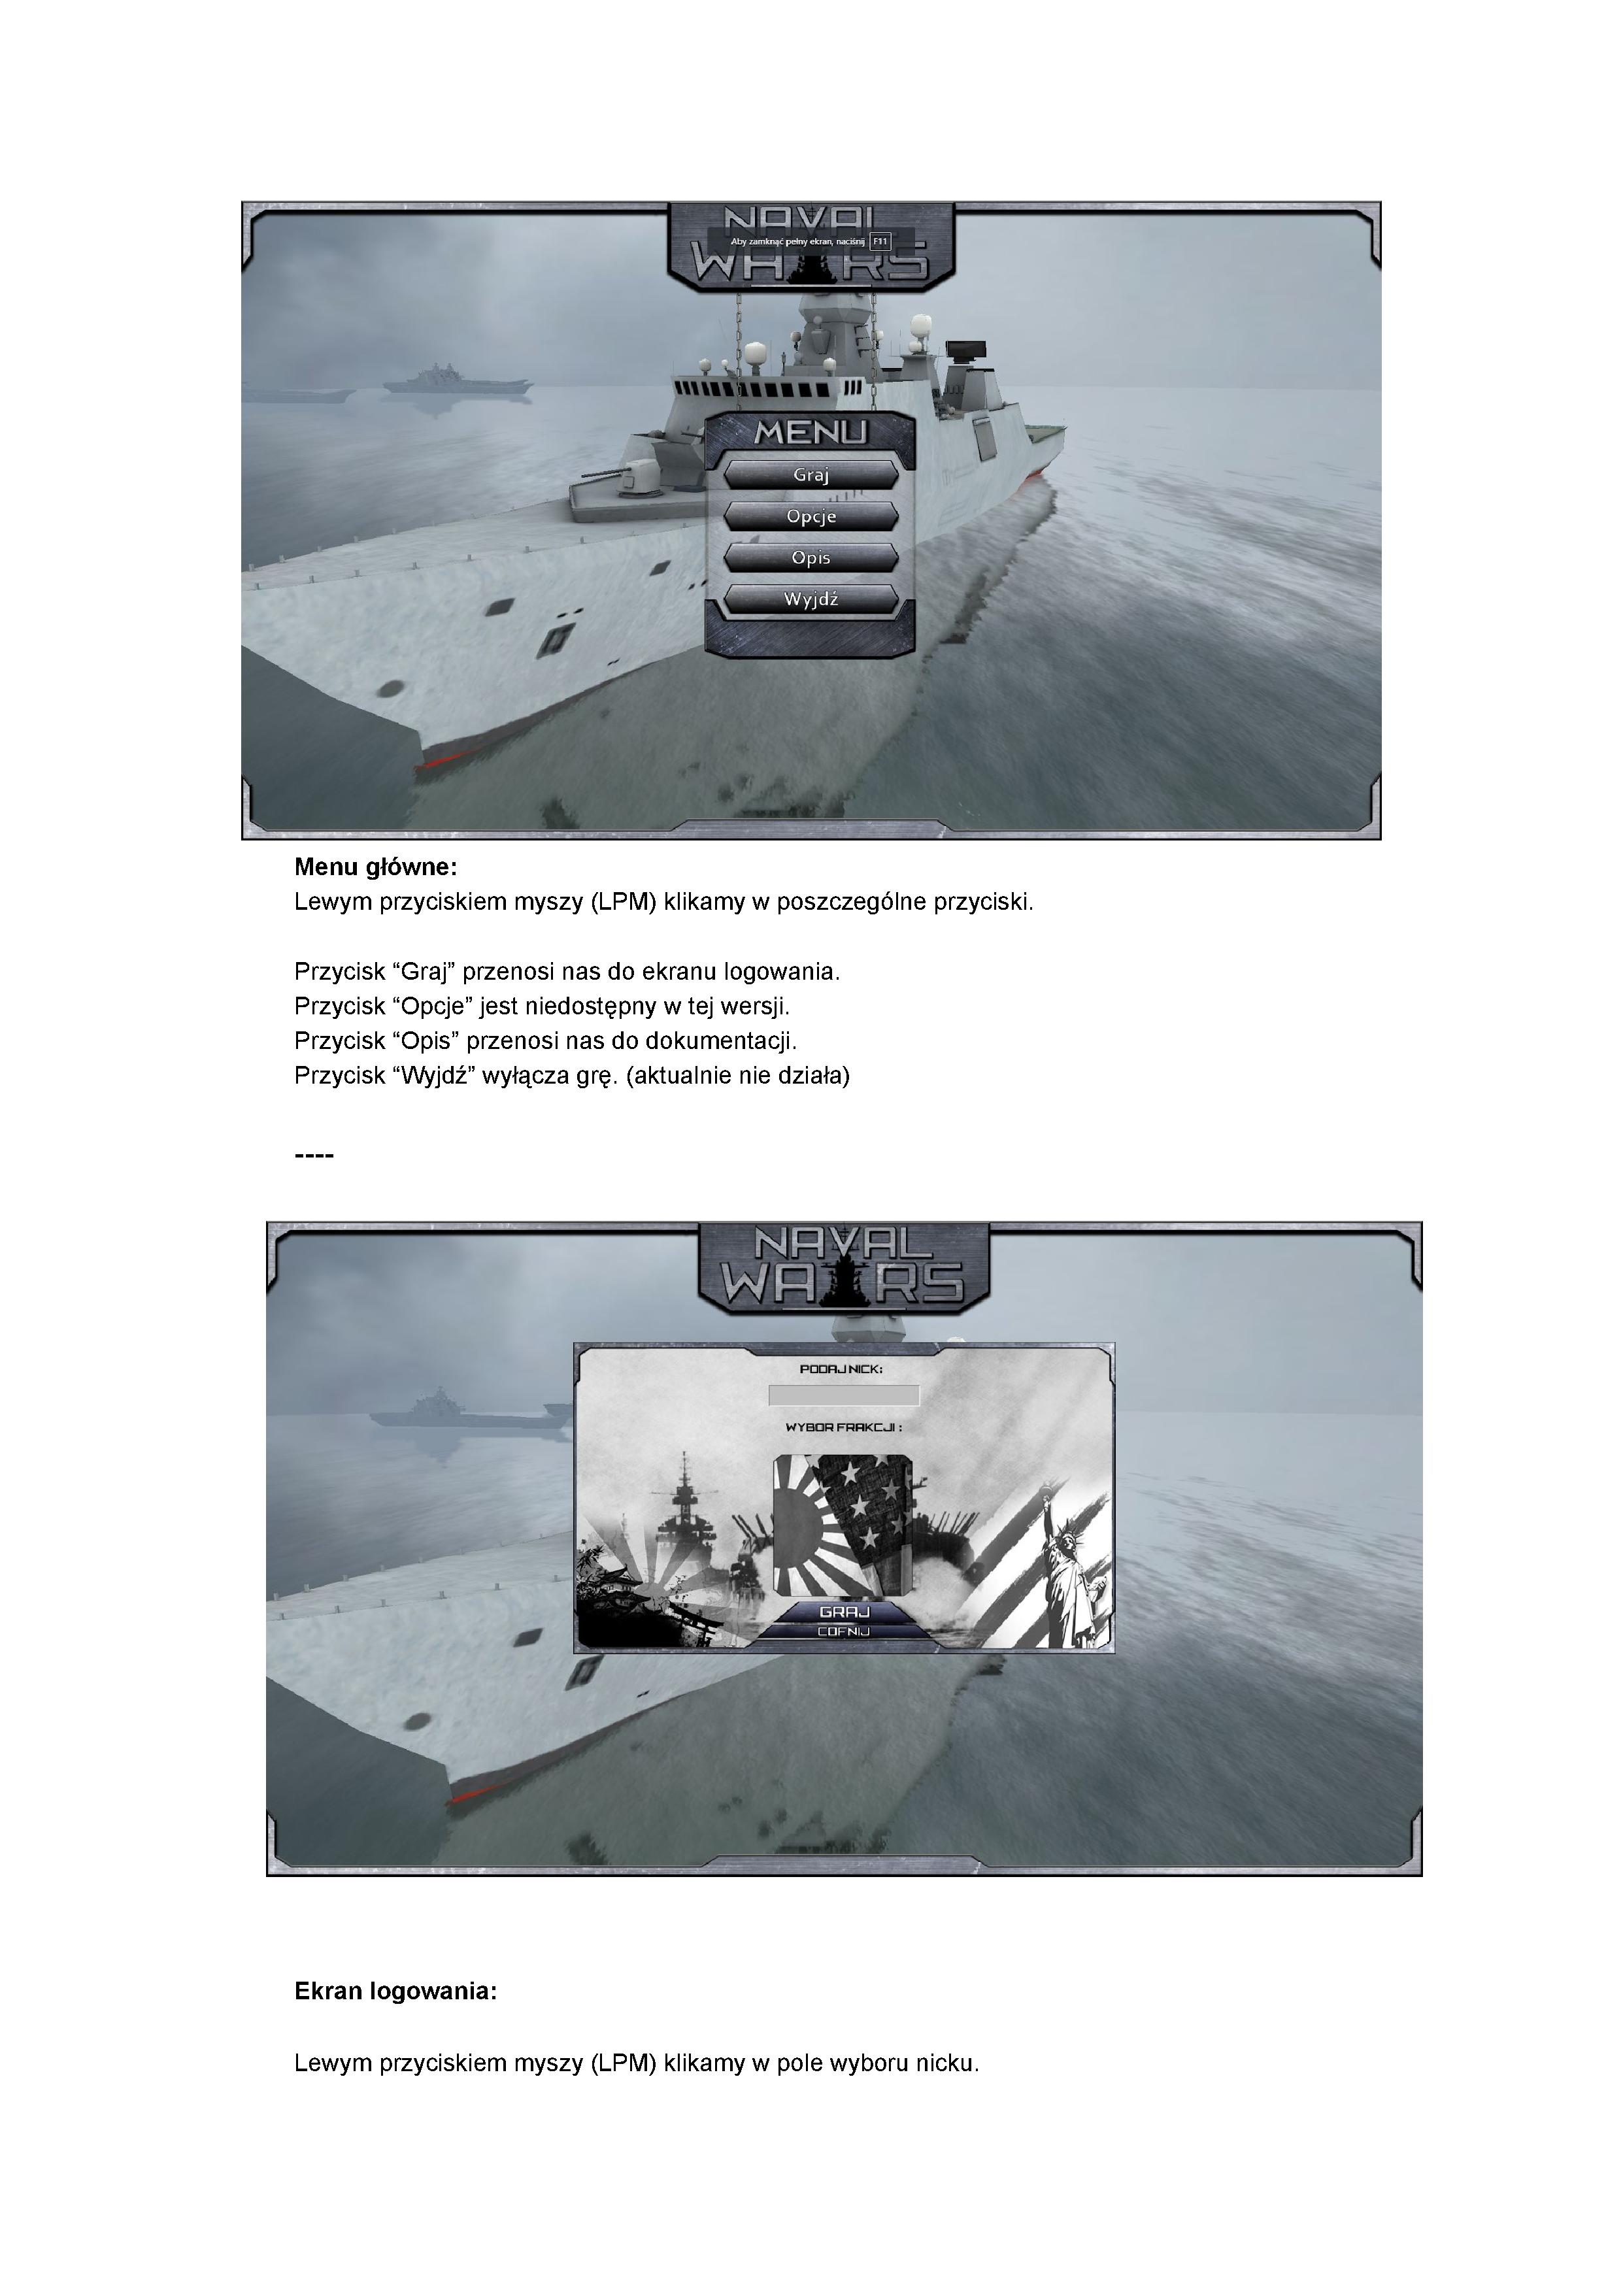 NAVAL
Aby zamknąć pełny ekran, naciśnij F11
WARS
MENU
Graj
Opcje
Opis
Wyjdź
Menu główne:
Lewym przyciskiem myszy (LPM) klikamy w poszczególne przyciski.
Przycisk “Graj” przenosi nas do ekranu logowania.
Przycisk “Opcje” jest niedostępny w tej wersji.
Przycisk “Opis” przenosi nas do dokumentacji.
Przycisk “Wyjdź” wyłącza grę. (aktualnie nie działa)
----
NAVAL
WARS
PODAJ NICK:
WYBOR FRAKCJI :
GRAJ
COFNIJ
Ekran logowania:
Lewym przyciskiem myszy (LPM) klikamy w pole wyboru nicku.